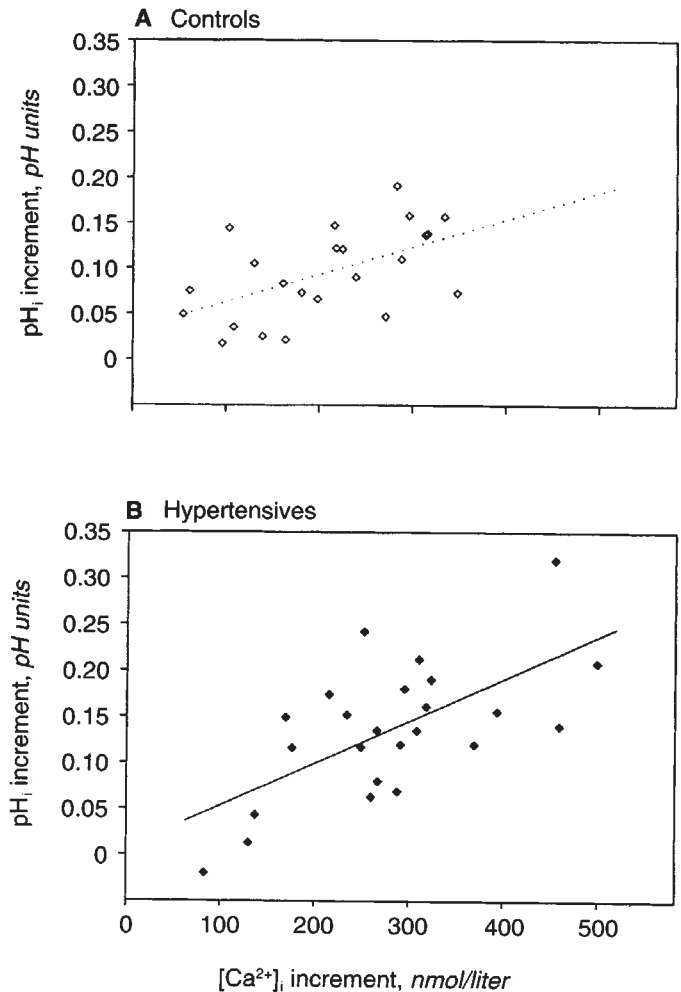 A Controls
0.35
0.30
0.25
0.20
0.15
0.10
0.05
0
pHi increment, pH units
B Hypertensives
0.35
0.30
0.25
0.20
0.15
0.10
0.05
0
pHi increment, pH units
0 100 200 300 400 500
[Ca²⁺]i increment, nmol/liter